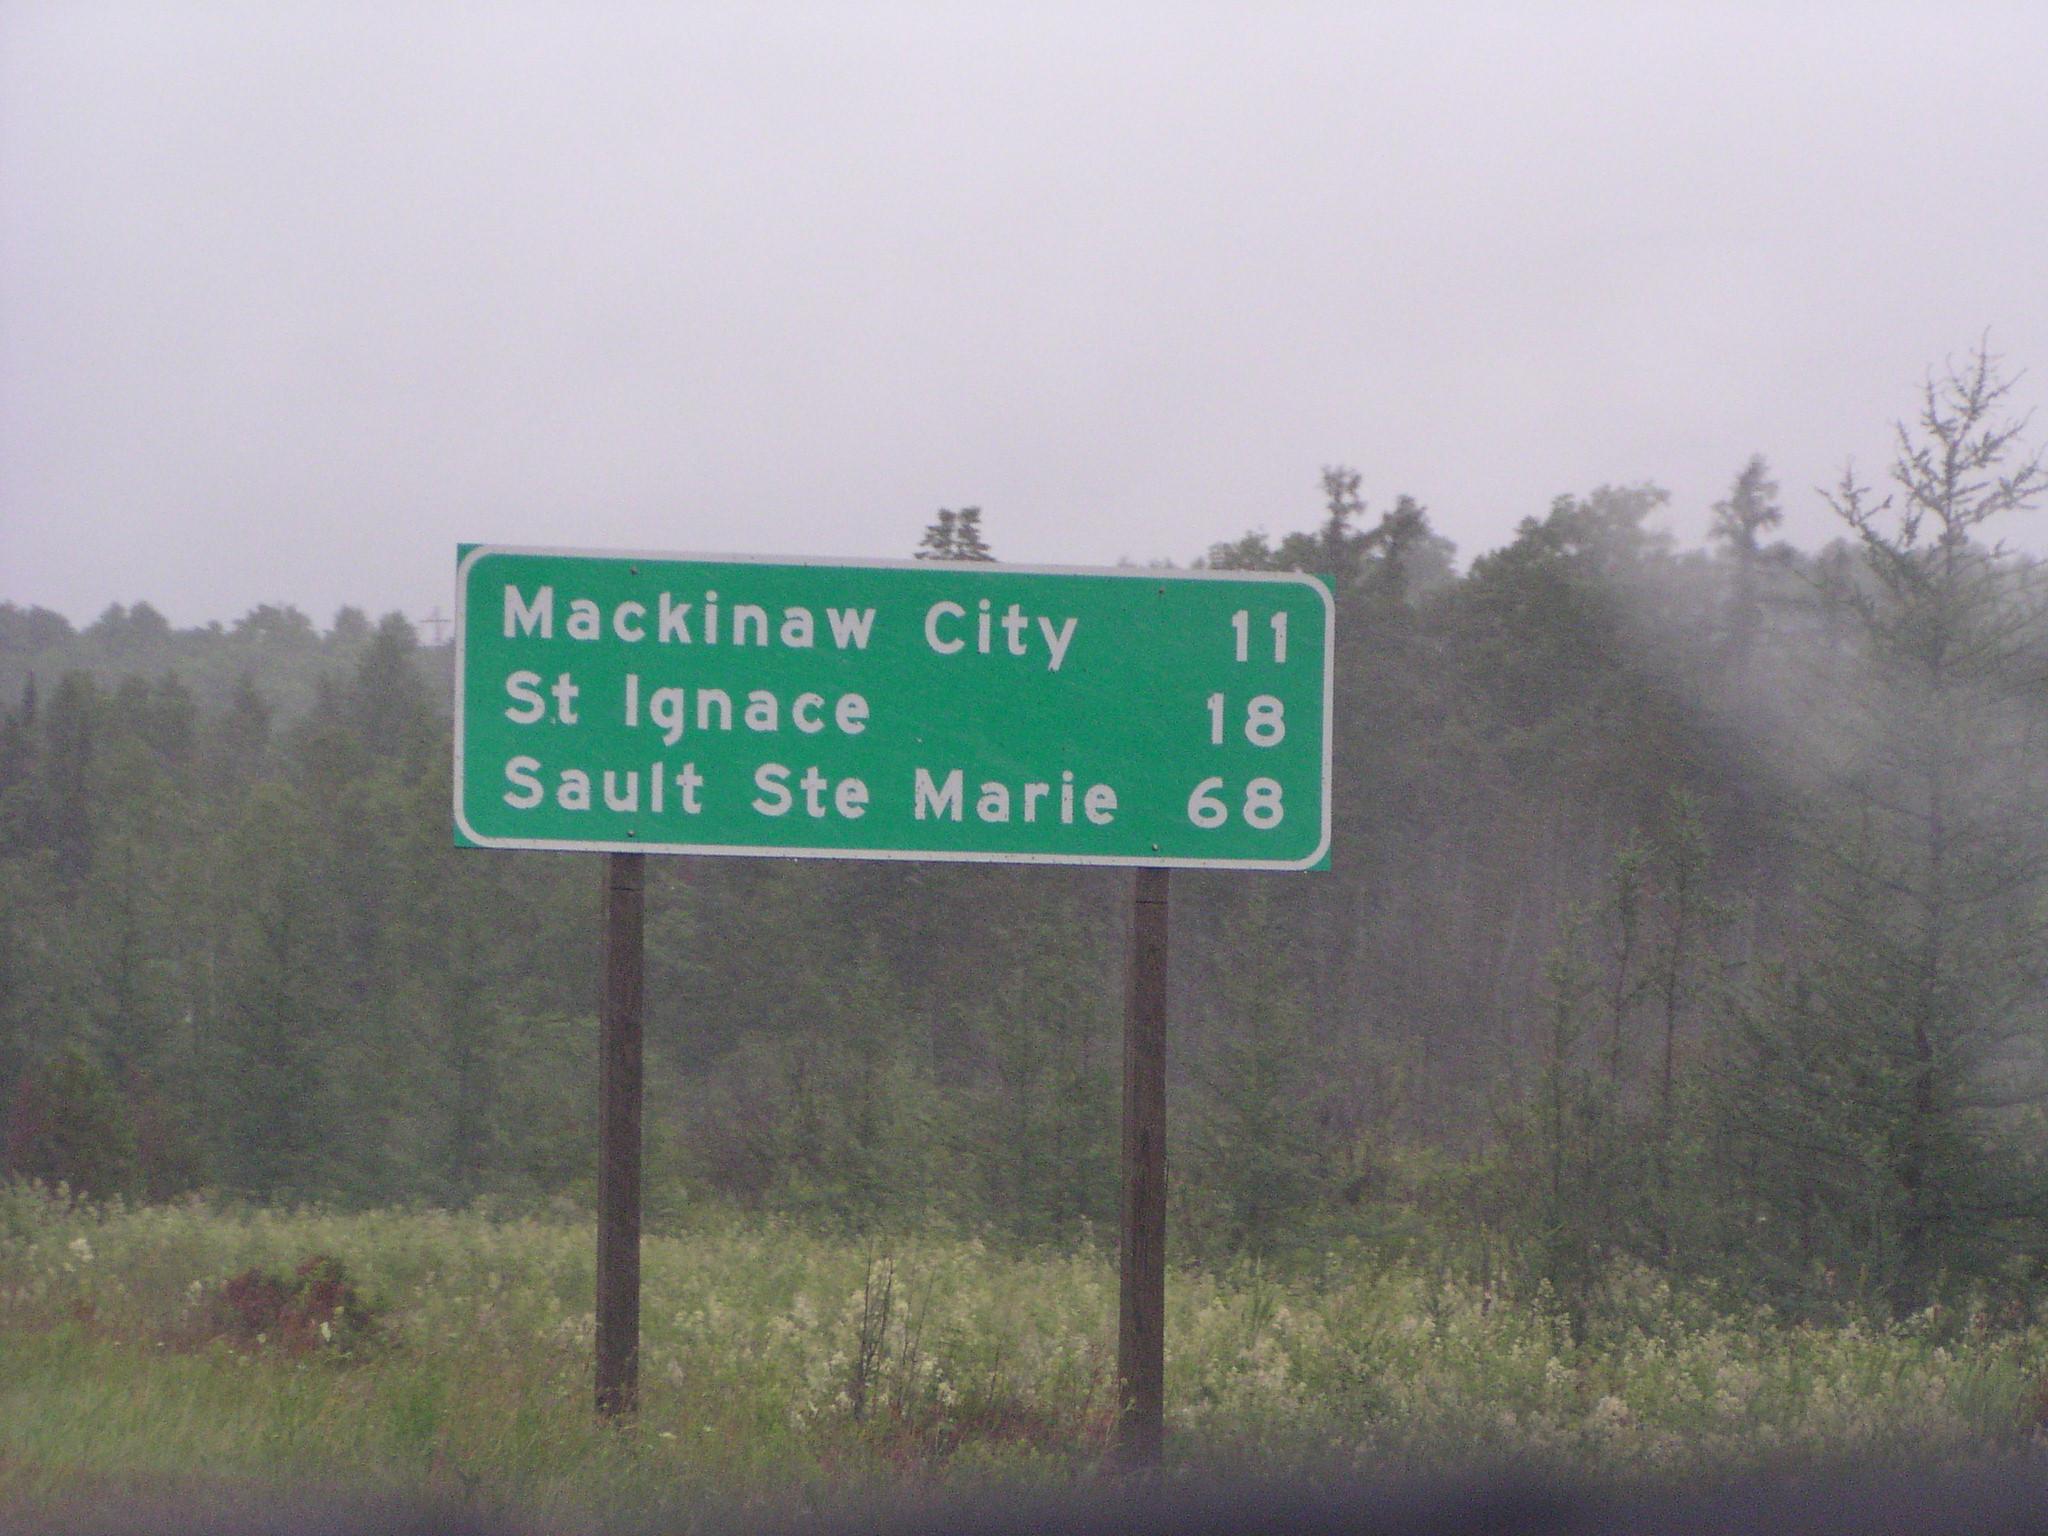 Mackinaw City 11
St Ignace 18
Sault Ste Marie 68